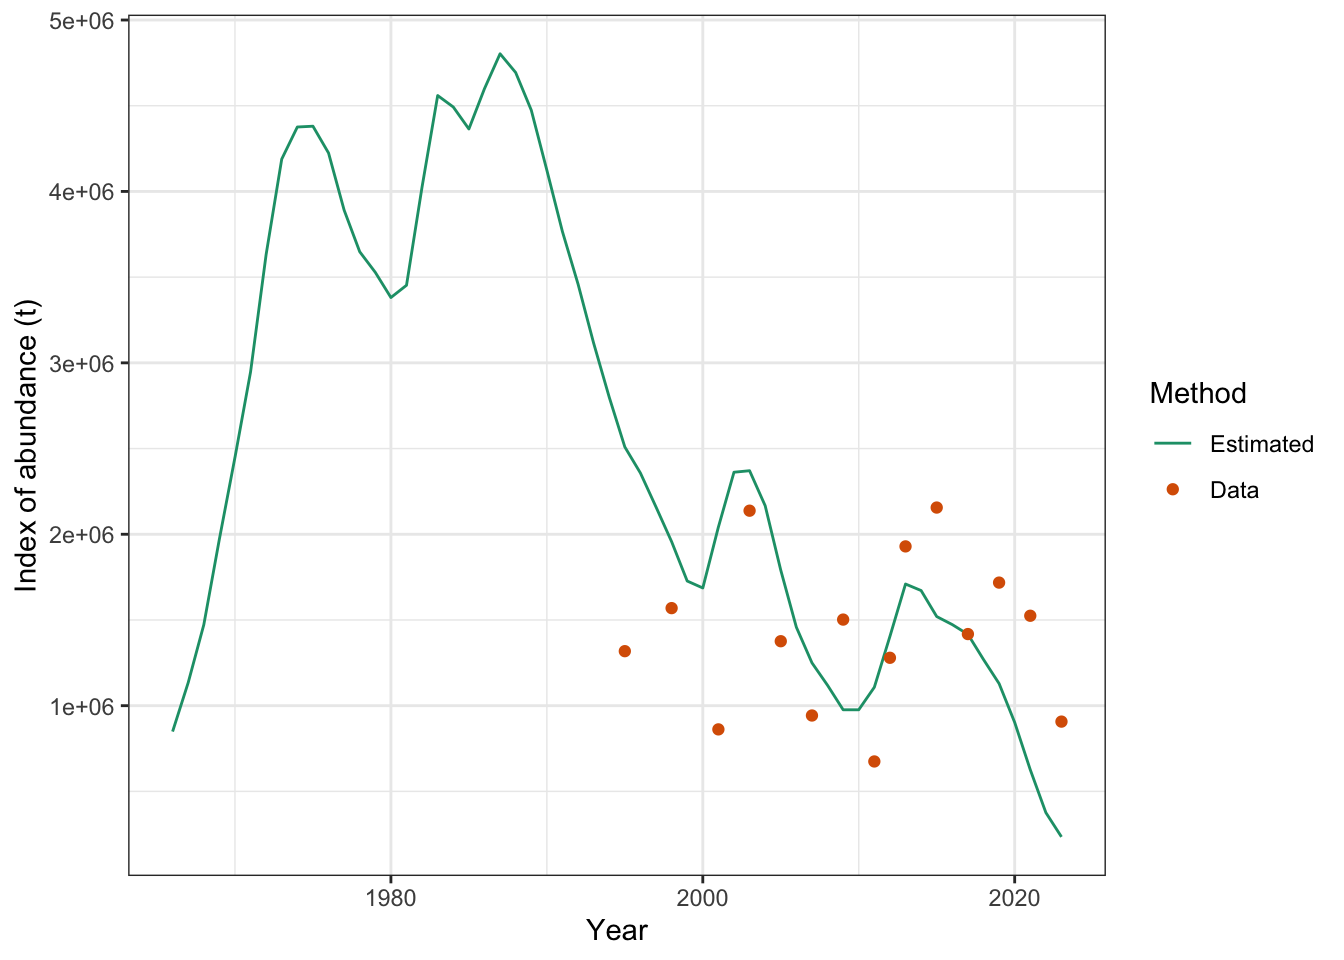 5e+06
4e+06
3e+06
2e+06
1e+06
Index of abundance (t)
1980
2000
2020
Year
Method
Estimated
Data